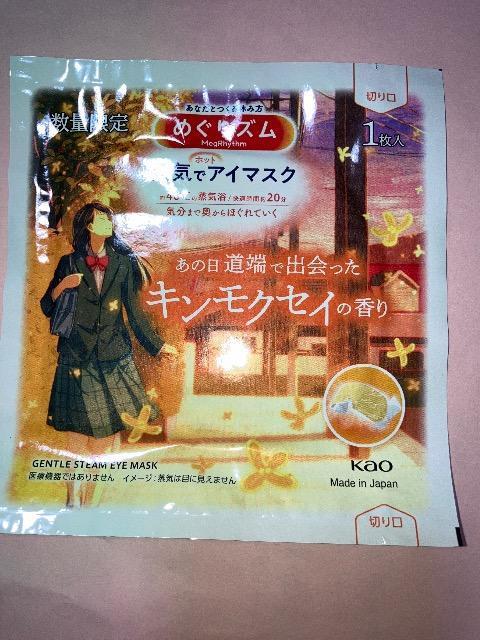 切り口
あなたとつくる休み方
数量限定
めぐりズム
MegRhythm
1枚入
ホット
気でアイマスク
の蒸気浴 快適時間約20分
気分まで奥からほぐれていく
あの日道端で出会った
キンモクセイの香り
GENTLE STEAM EYE MASK
医療機器ではありません イメージ:蒸気は目に見えません
Kao
Made in Japan
切り口